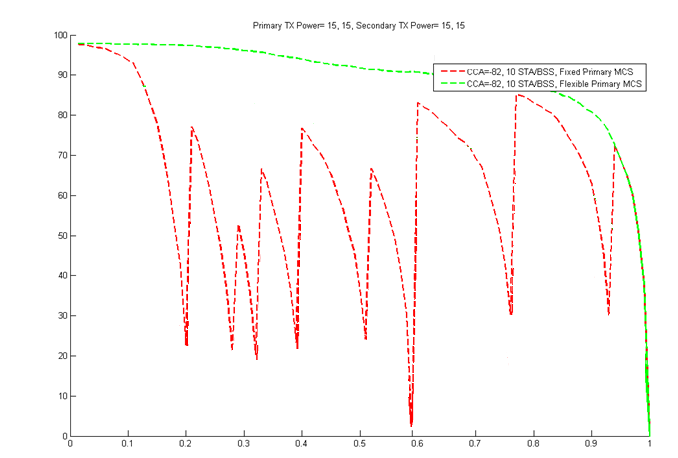 Primary TX Power= 15, 15, Secondary TX Power= 15, 15
100
90
80
70
60
50
40
30
20
10
0
CCA=-82, 10 STA/BSS, Fixed Primary MCS
CCA=-82, 10 STA/BSS, Flexible Primary MCS
0 0.1 0.2 0.3 0.4 0.5 0.6 0.7 0.8 0.9 1